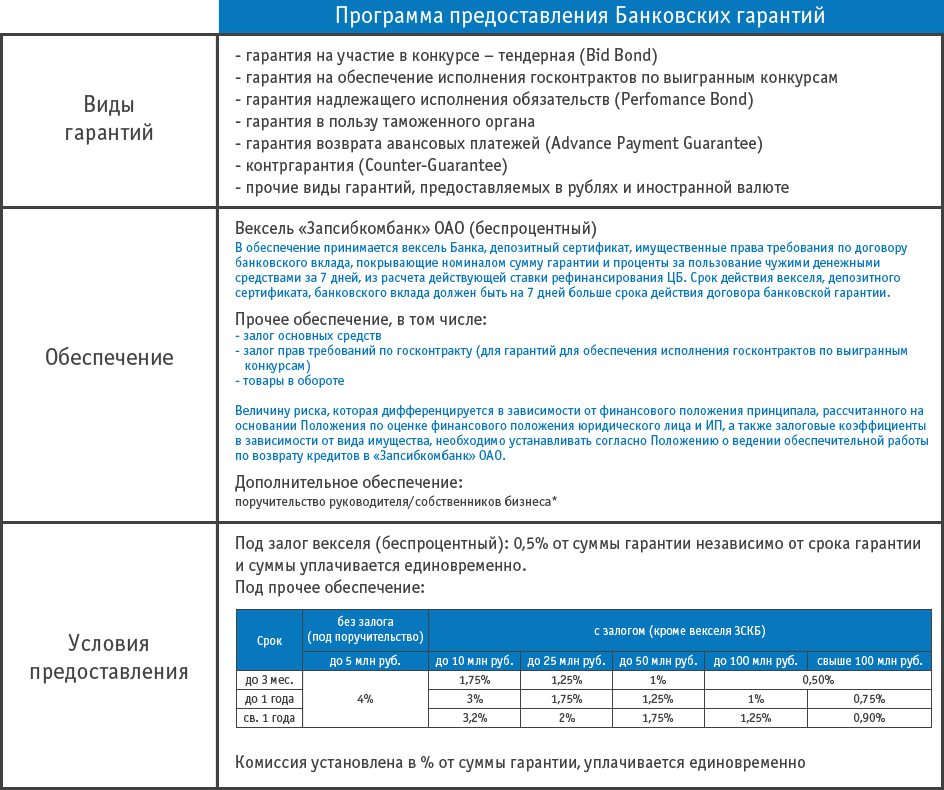 Программа предоставления Банковских гарантий
Виды
гарантий
- гарантия на участие в конкурсе – тендерная (Bid Bond)
- гарантия на обеспечение исполнения госконтрактов по выигранным конкурсам
- гарантия надлежащего исполнения обязательств (Perfomance Bond)
- гарантия в пользу таможенного органа
- гарантия возврата авансовых платежей (Advance Payment Guarantee)
- контргарантия (Counter-Guarantee)
- прочие виды гарантий, предоставляемых в рублях и иностранной валюте
Обеспечение
Вексель «Запсибкомбанк» ОАО (беспроцентный)
В обеспечение принимается вексель Банка, депозитный сертификат, имущественные права требования по договору
банковского вклада, покрывающие номиналом сумму гарантии и проценты за пользование чужими денежными
средствами за 7 дней, из расчета действующей ставки рефинансирования ЦБ. Срок действия векселя, депозитного
сертификата, банковского вклада должен быть на 7 дней больше срока действия договора банковской гарантии.
Прочее обеспечение, в том числе:
- залог основных средств
- залог прав требований по госконтракту (для гарантий для обеспечения исполнения госконтрактов по выигранным
конкурсам)
- товары в обороте
Величину риска, которая дифференцируется в зависимости от финансового положения принципала, рассчитанного на
основании Положения по оценке финансового положения юридического лица и ИП, а также залоговые коэффициенты
в зависимости от вида имущества, необходимо устанавливать согласно Положению о ведении обеспечительной работы
по возврату кредитов в «Запсибкомбанк» ОАО.
Дополнительное обеспечение:
поручительство руководителя/собственников бизнеса*
Условия
предоставления
Под залог векселя (беспроцентный): 0,5% от суммы гарантии независимо от срока гарантии
и суммы уплачивается единовременно.
Под прочее обеспечение:
Срок
без залога
(под поручительство)
с залогом (кроме векселя ЗСКБ)
до 5 млн руб. до 10 млн руб. до 25 млн руб. до 50 млн руб. до 100 млн руб. свыше 100 млн руб.
до 3 мес. 1,75% 1,25% 1% 0,50%
до 1 года 4% 3% 1,75% 1,25% 1% 0,75%
св. 1 года 3,2% 2% 1,75% 1,25% 0,90%
Комиссия установлена в % от суммы гарантии, уплачивается единовременно